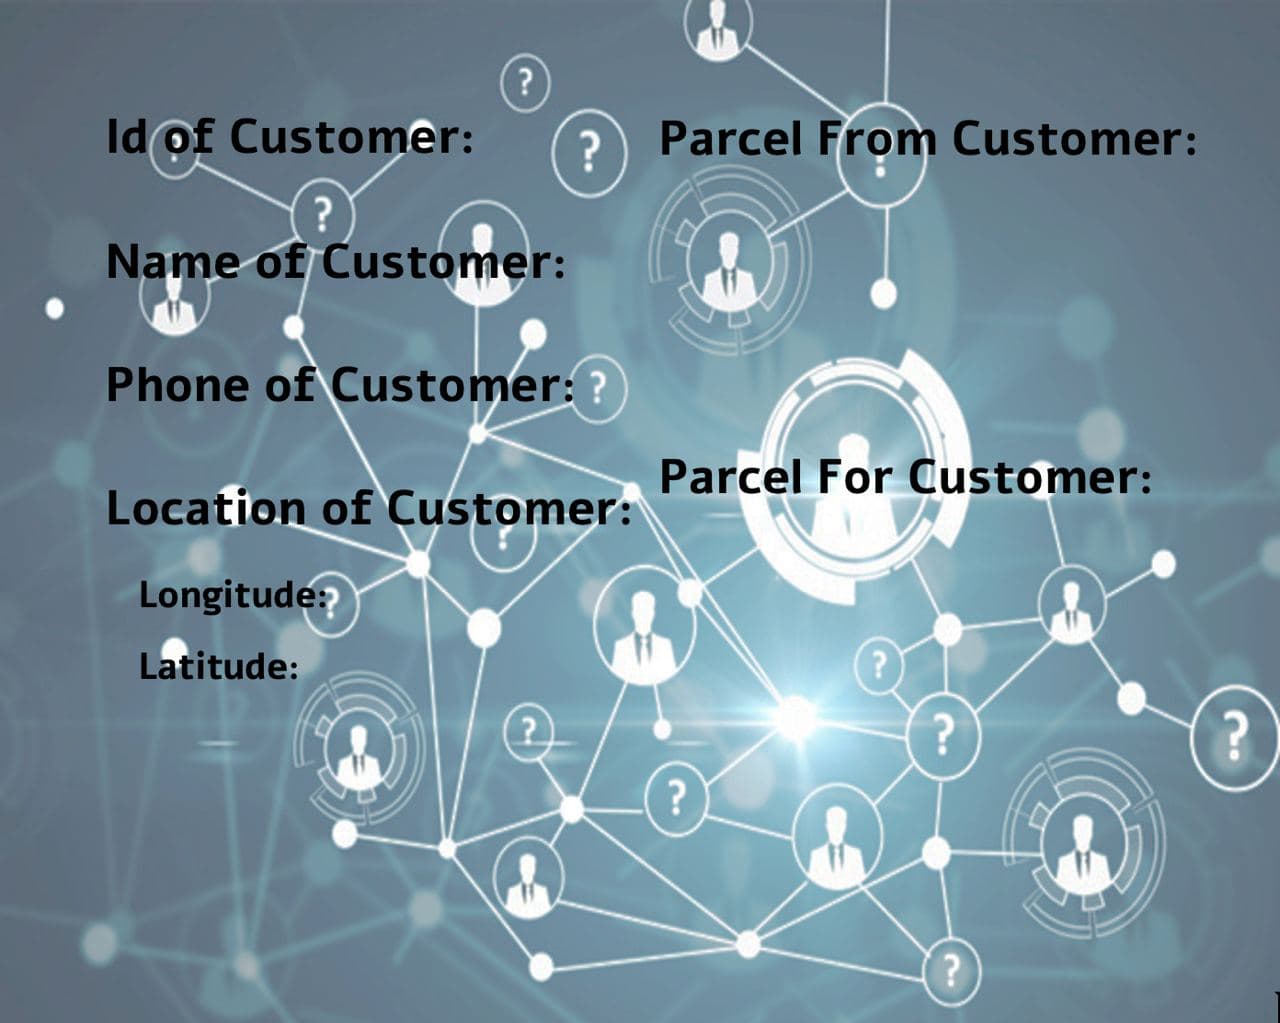 Id of Customer:
Name of Customer:
Phone of Customer:
Location of Customer:
Longitude:
Latitude:
Parcel From Customer:
Parcel For Customer: